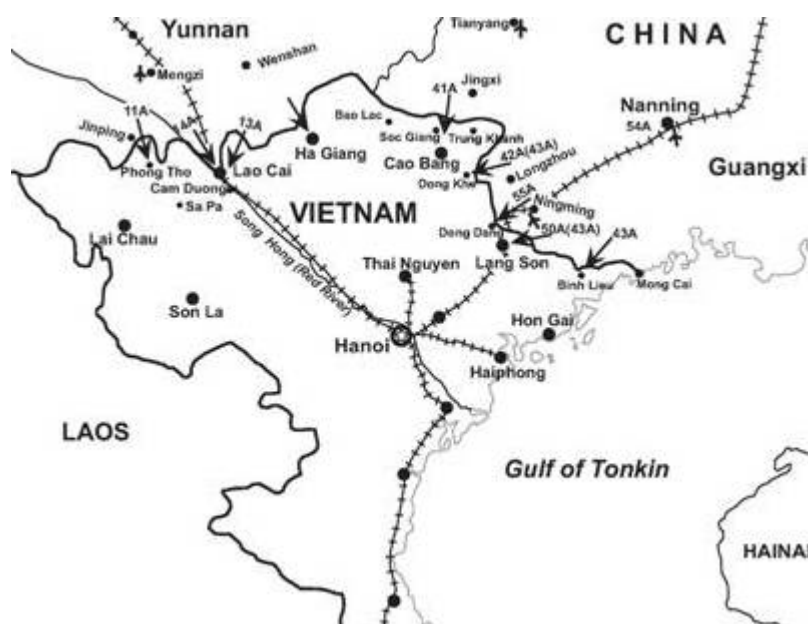 Yunnan
Tianyang
CHINA
Wenshan
Mengzi
Jingxi
41A
11A
14A
13A
Nanning
54A
Bao Lac
Jinping
Soc Giang
Trung Khanh
Ha Giang
42A(43A)
Phong Tho
Lao Cai
Cao Bang
Longzhou
Guangxi
Cam Duong
Dong Khe
55A
Sa Pa
VIETNAM
Ningming
Song Hong (Red River)
Dong Dang
50A(43A)
43A
Lai Chau
Lang Son
Thai Nguyen
Binh Lieu
Mong Cai
Son La
Hon Gai
Hanoi
Haiphong
LAOS
Gulf of Tonkin
HAINAN